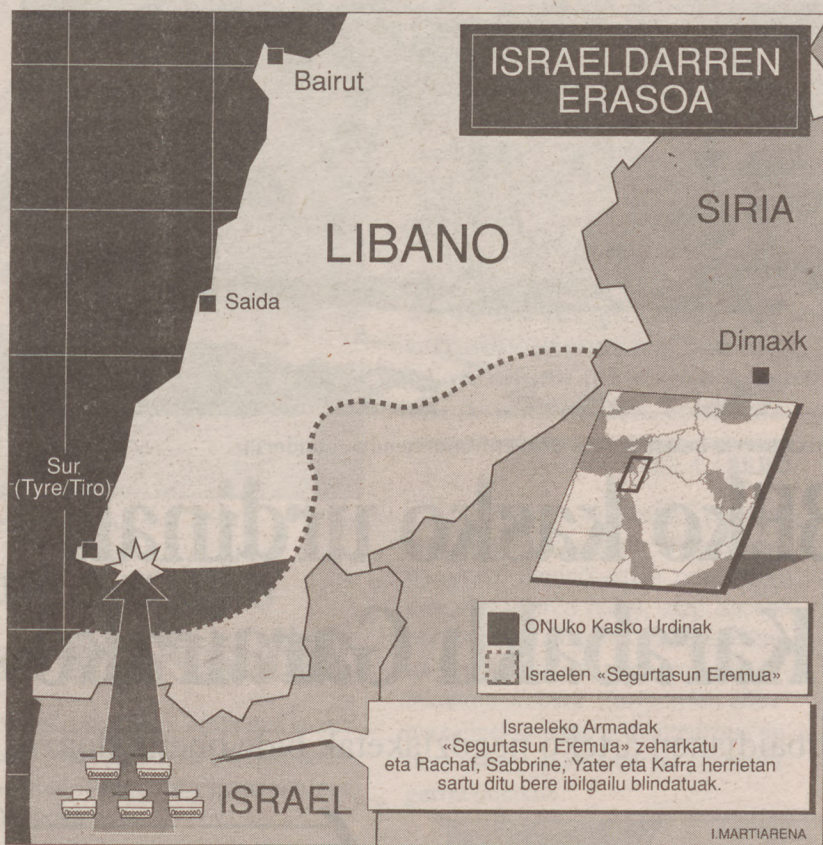 ISRAELDARREN
ERASOA
Bairut
SIRIA
LIBANO
Saida
Dimaxk
Sur
(Tyre/Tiro)
ONUko Kasko Urdinak
Israelen «Segurtasun Eremua»
Israeleko Armadak
«Segurtasun Eremua» zeharkatu
eta Rachaf, Sabbrine, Yater eta Kafra herrietan
sartu ditu bere ibilgailu blindatuak.
ISRAEL
I.MARTIARENA